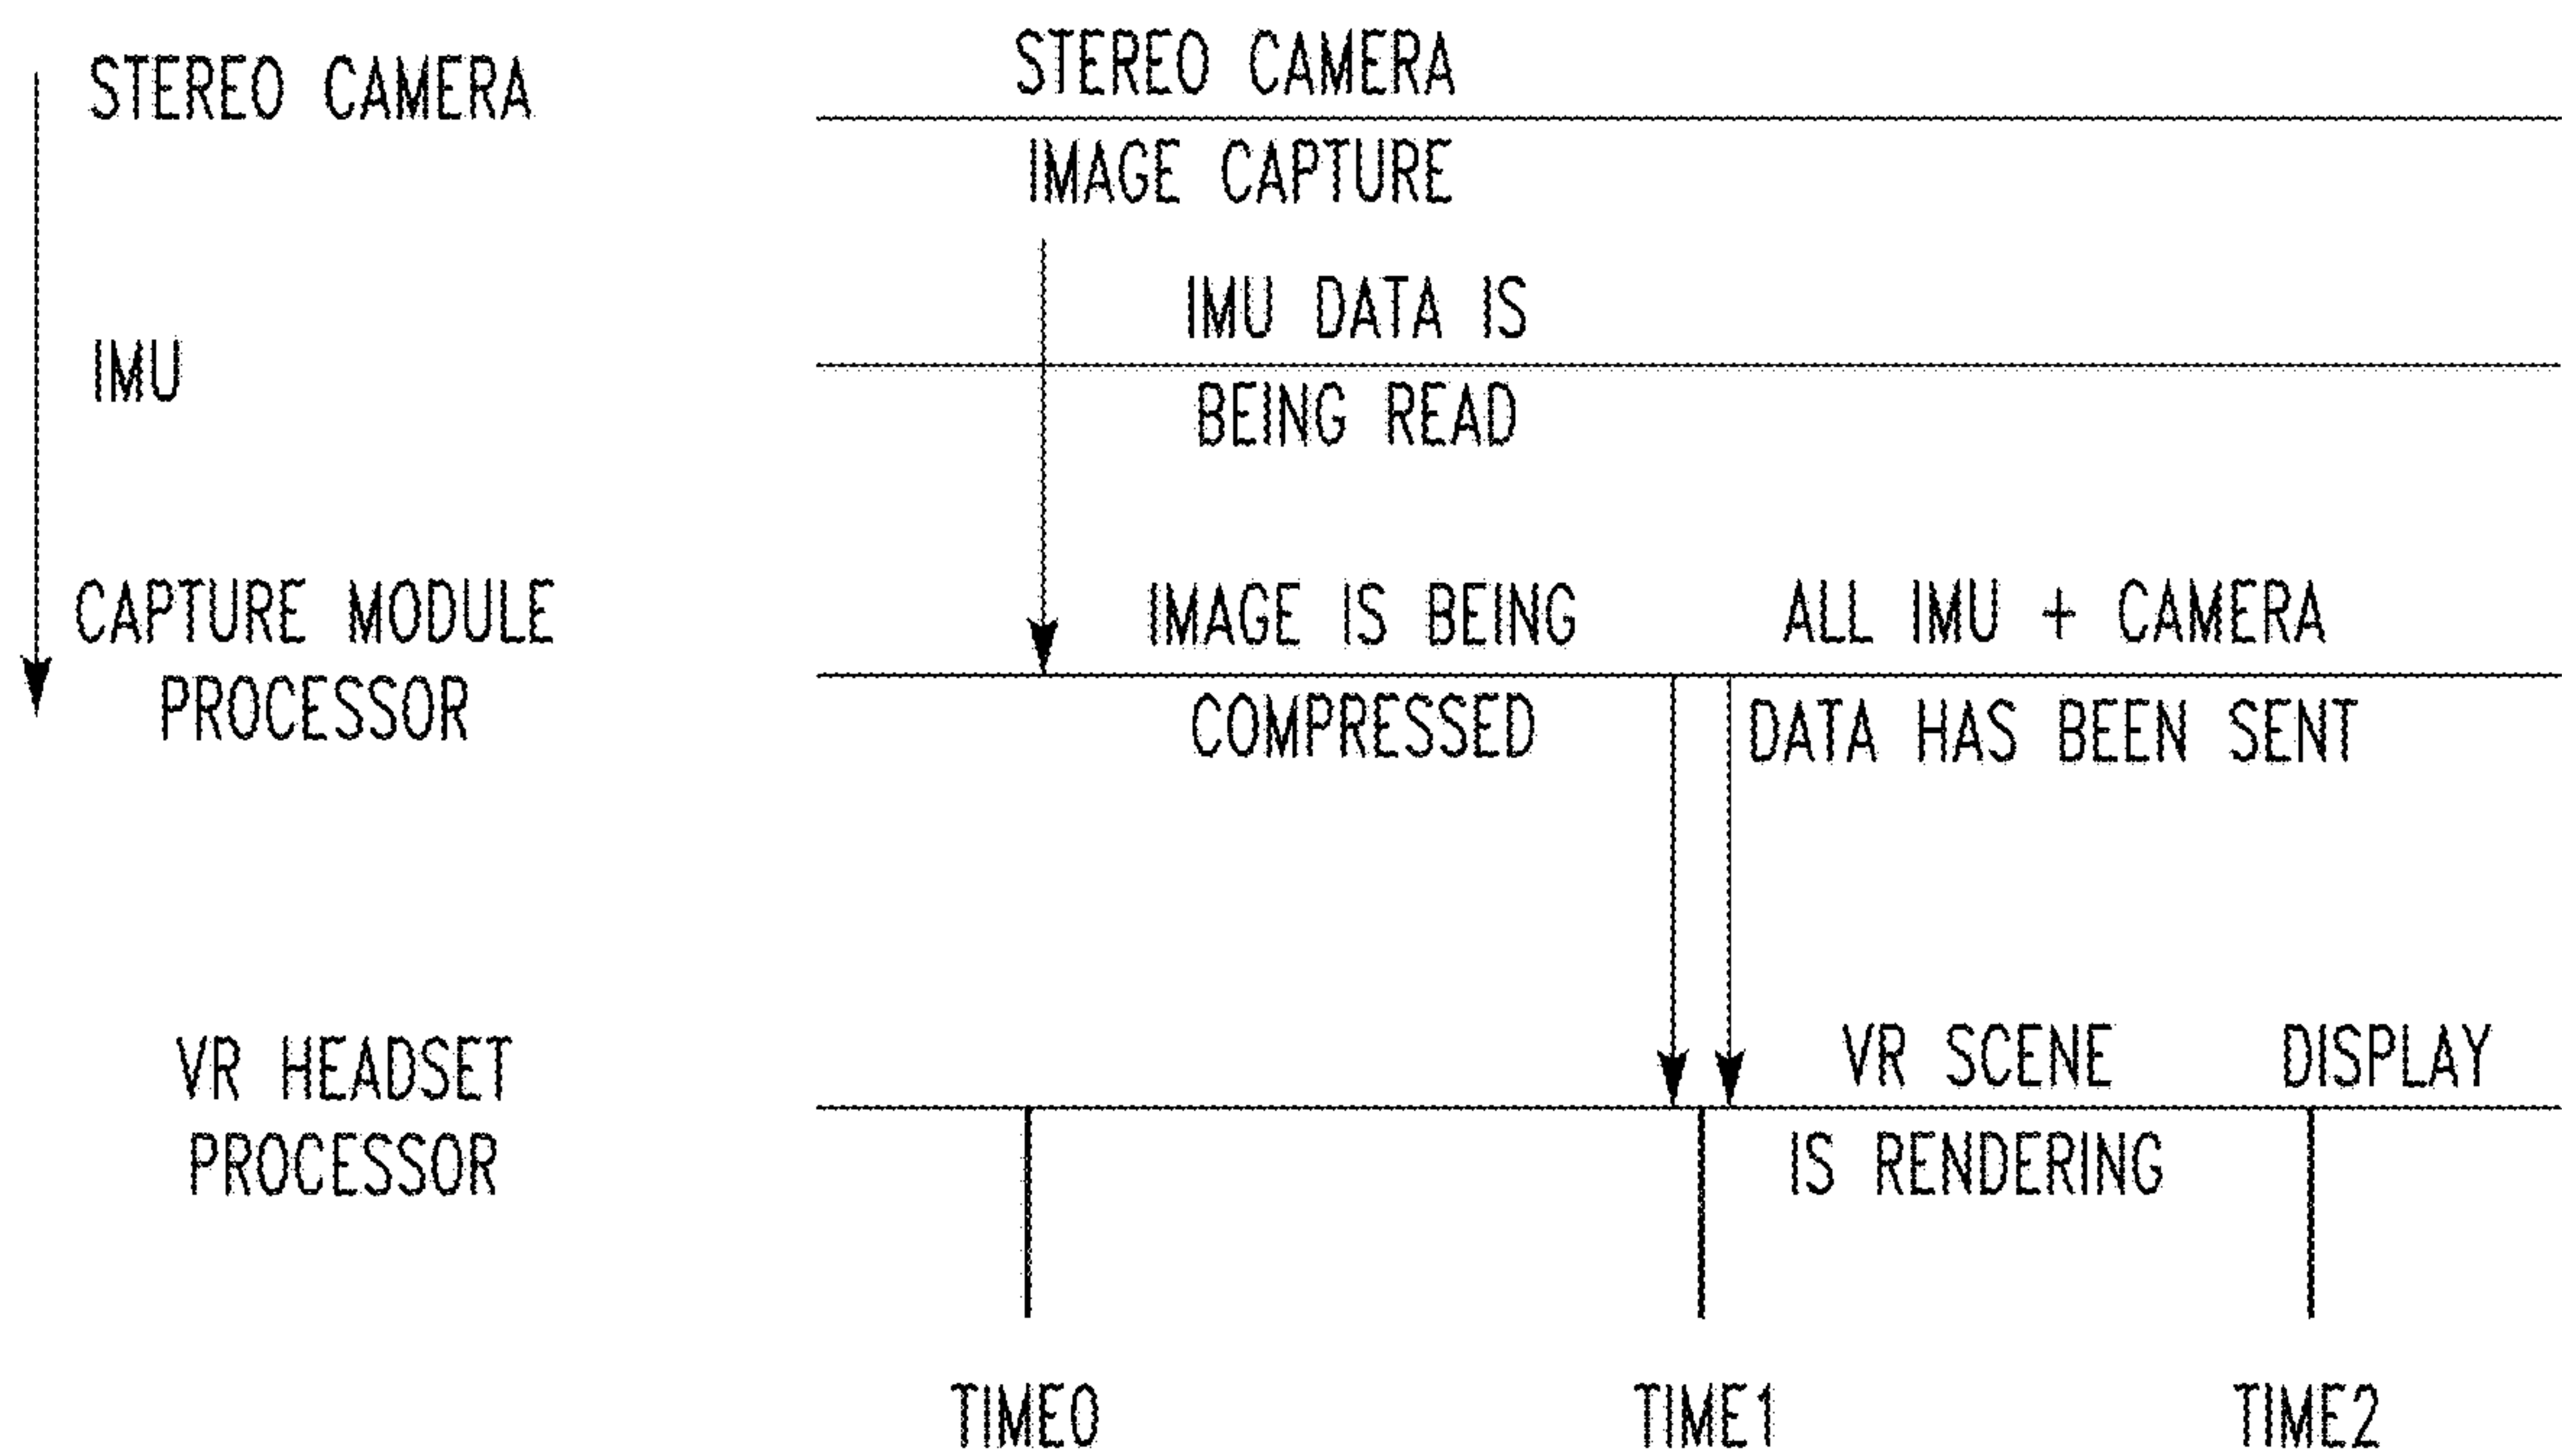 STEREO CAMERA
STEREO CAMERA
IMAGE CAPTURE
IMU
IMU DATA IS
BEING READ
CAPTURE MODULE
PROCESSOR
IMAGE IS BEING
COMPRESSED
ALL IMU + CAMERA
DATA HAS BEEN SENT
VR HEADSET
PROCESSOR
VR SCENE
IS RENDERING
DISPLAY
TIME0
TIME1
TIME2